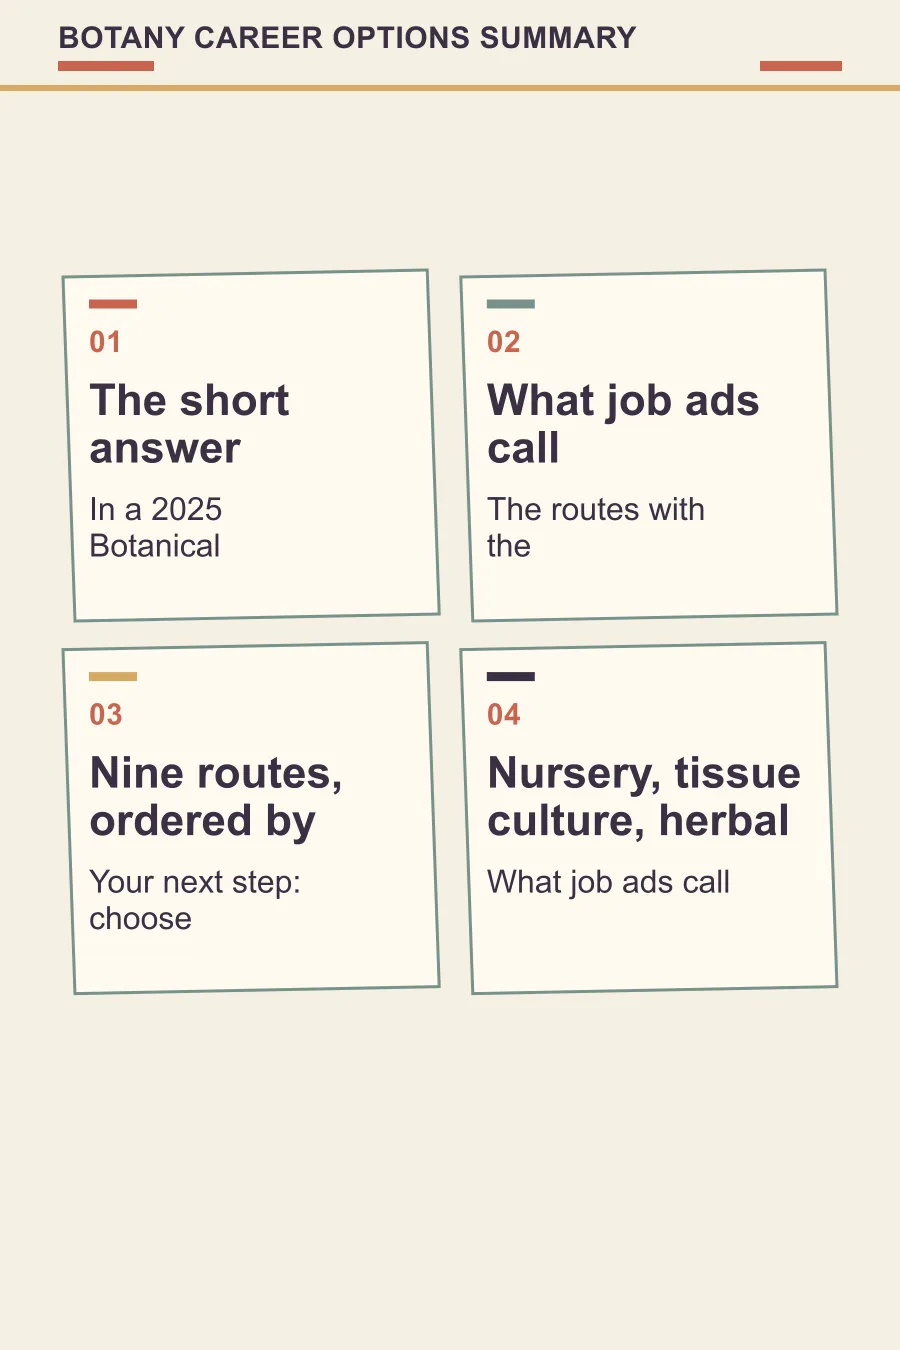 BOTANY CAREER OPTIONS SUMMARY
01
The short
answer
In a 2025
Botanical
02
What job ads
call
The routes with
the
03
Nine routes,
ordered by
Your next step:
choose
04
Nursery, tissue
culture, herbal
What job ads call